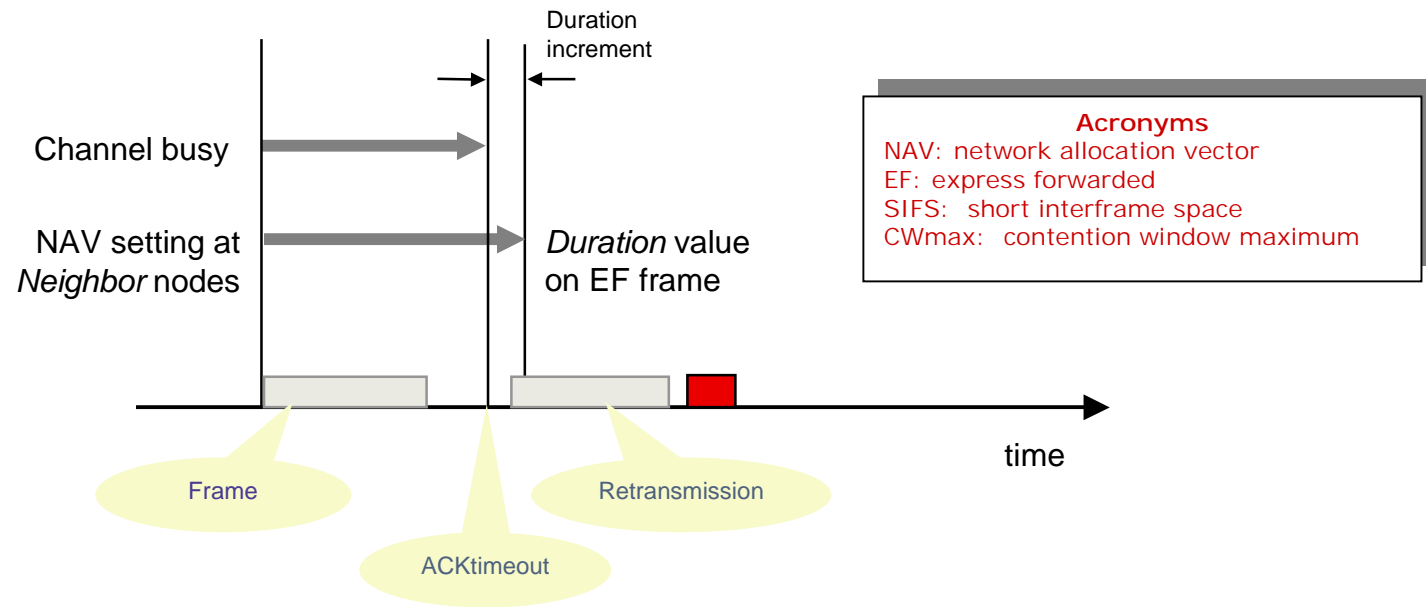 Duration
increment
Channel busy
NAV setting at
Neighbor nodes
Duration value
on EF frame
Acronyms
NAV: network allocation vector
EF: express forwarded
SIFS: short interframe space
CWmax: contention window maximum
time
Frame
Retransmission
ACKtimeout